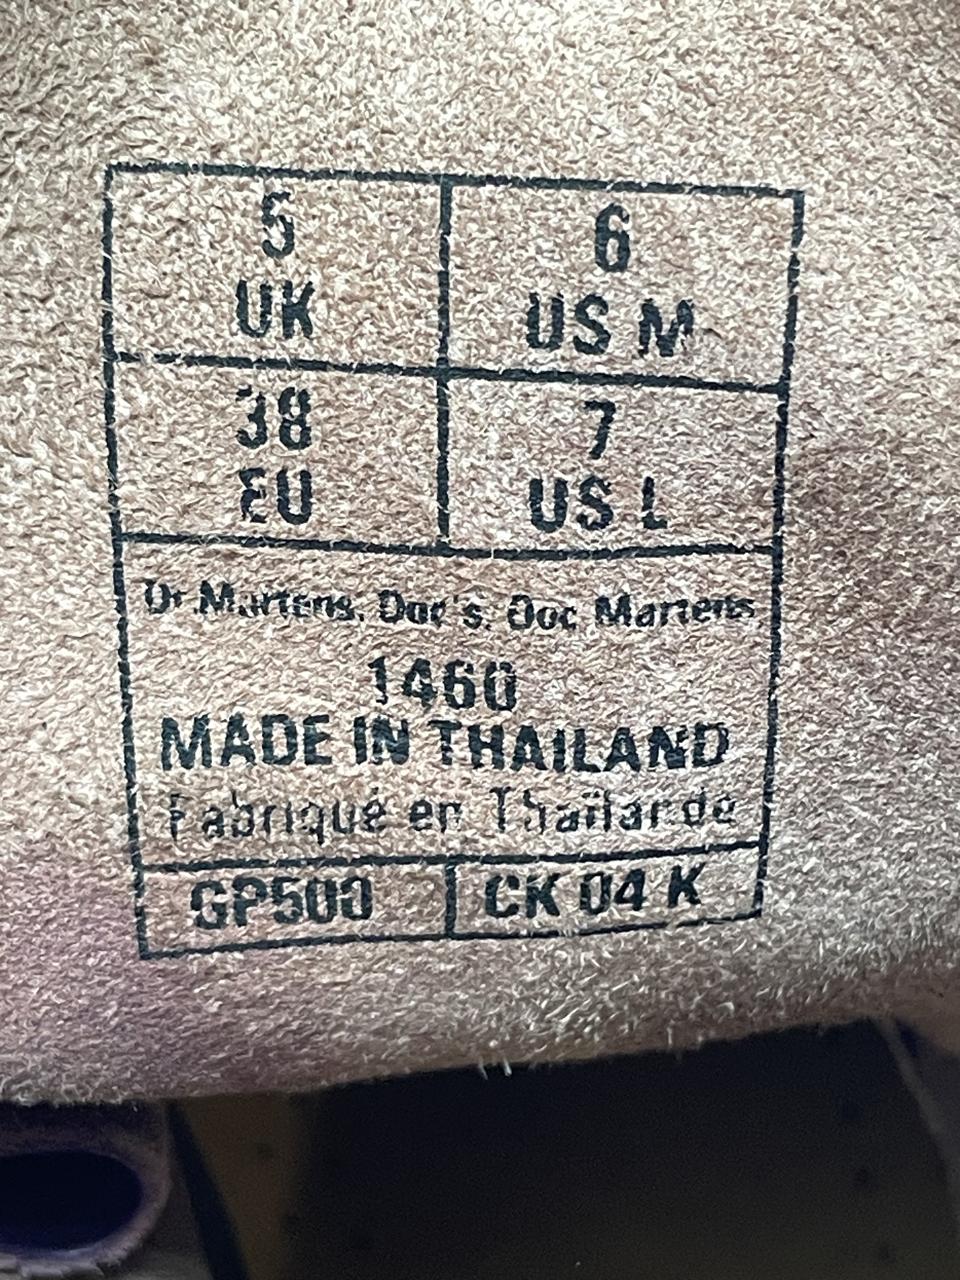 5 6
UK US M
38 7
EU US L
Dr.Martens, Doc's, Doc Martens
1460
MADE IN THAILAND
Fabriqué en Thaïlande
GP500 CK 04 K